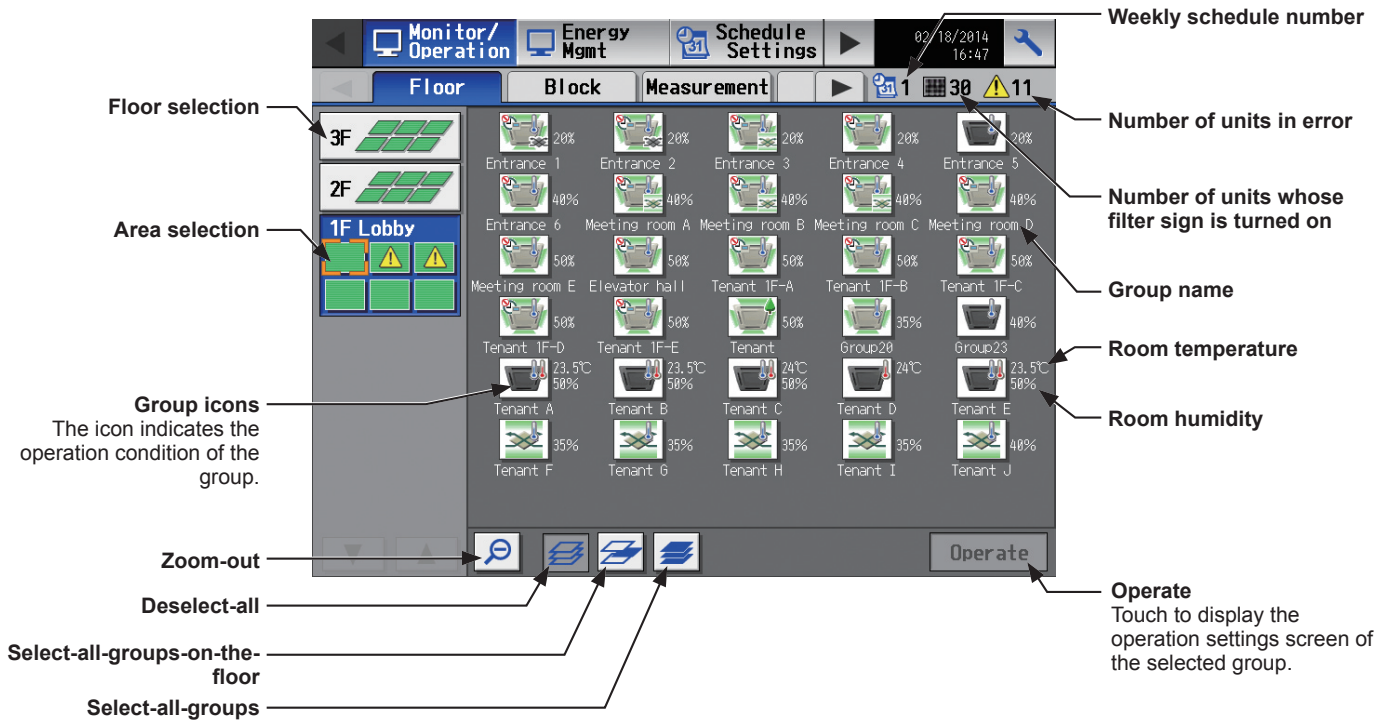 Monitor/
Operation
Energy
Mgmt
31
Schedule
Settings
02/18/2014
16:47
Weekly schedule number
Floor
Block
Measurement
31
1
30
11
Number of units in error
Number of units whose
filter sign is turned on
Group name
Room temperature
Room humidity
Floor selection
3F
2F
Area selection
1F Lobby
20% 20% 20% 20% 20%
Entrance 1 Entrance 2 Entrance 3 Entrance 4 Entrance 5
40% 40% 40% 40% 40%
Entrance 6 Meeting room A Meeting room B Meeting room C Meeting room D
50% 50% 50% 50% 50%
Meeting room E Elevator hall Tenant 1F-A Tenant 1F-B Tenant 1F-C
50% 50% 50% 35% 40%
Tenant 1F-D Tenant 1F-E Tenant Group20 Group23
23.5℃ 23.5℃ 24℃ 24℃ 23.5℃
50% 50% 50% 50%
Tenant A Tenant B Tenant C Tenant D Tenant E
35% 35% 35% 35% 40%
Tenant F Tenant G Tenant H Tenant I Tenant J
Group icons
The icon indicates the
operation condition of the
group.
Zoom-out
Deselect-all
Select-all-groups-on-the-
floor
Select-all-groups
Operate
Operate
Touch to display the
operation settings screen of
the selected group.